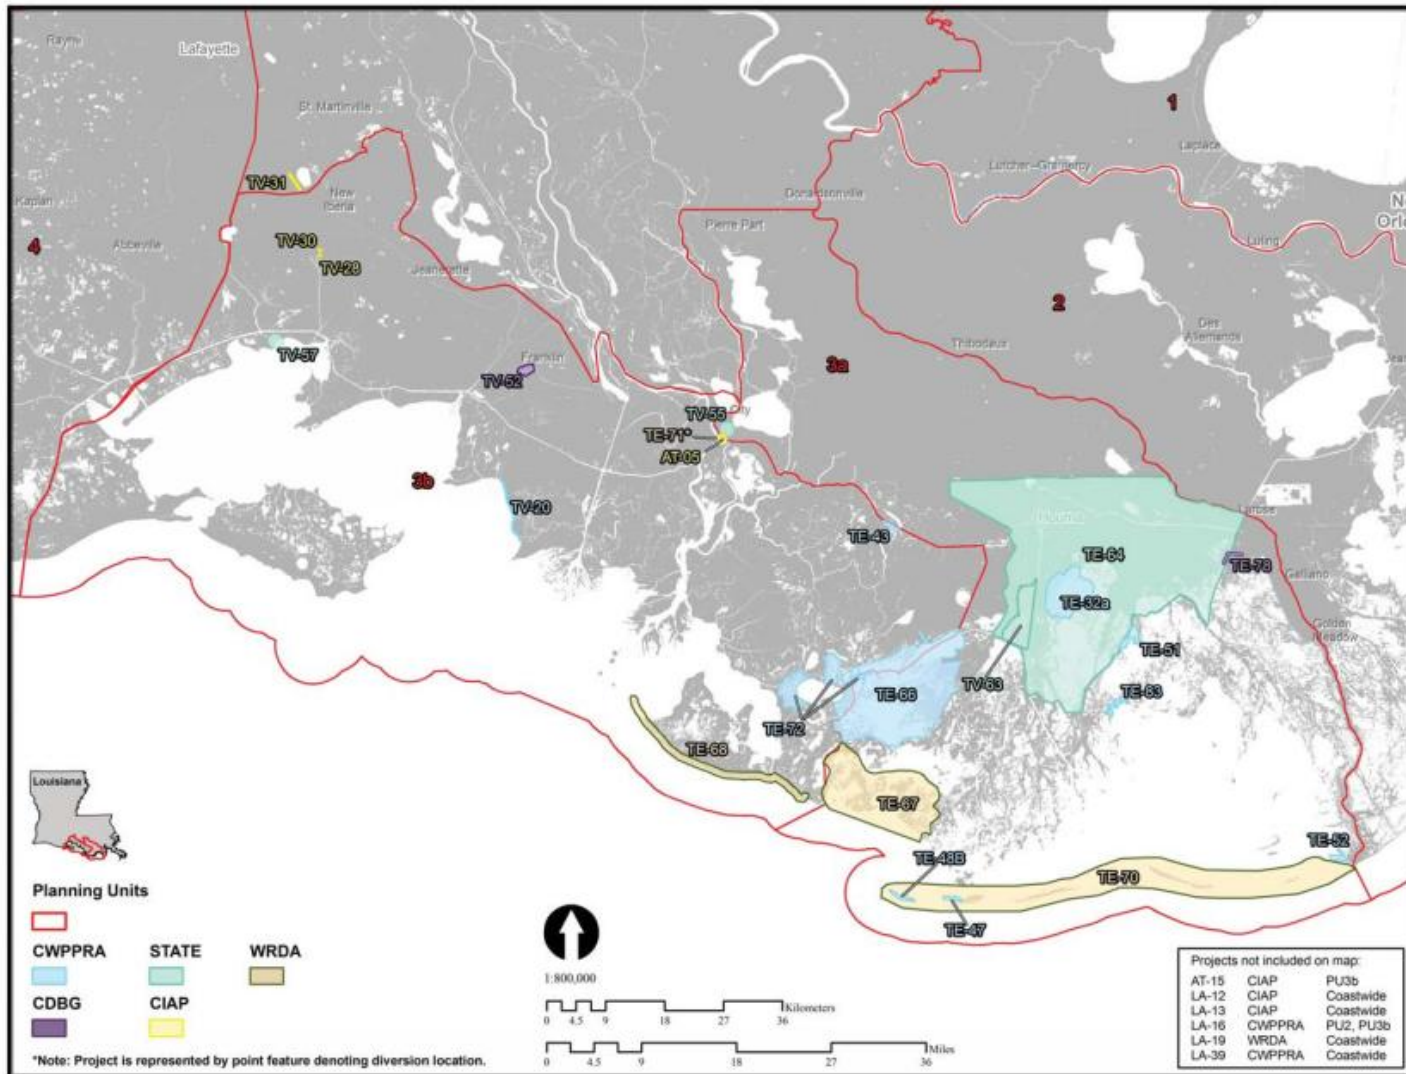 Rayne
Lafayette
St. Martinville
1
Laplace
Lutcher-Gramercy
TV-31
New
Iberia
Kaplan
Donaldsonville
Pierre Part
4
Abbeville
TV-30
TV-28
Jeanerette
Luling
2
Des
Allemands
TV-57
Franklin
TV-52
Thibodaux
3a
City
TV-55
TE-71*
AT-05
3b
TV-20
TE-43
Larose
TE-64
TE-78
Galliano
TE-32a
Golden
Meadow
TE-51
TV-63
TE-66
TE-83
TE-72
TE-68
TE-67
TE-52
TE-48B
TE-70
TE-47
Louisiana
Planning Units
CWPPRA STATE WRDA
CDBG CIAP
*Note: Project is represented by point feature denoting diversion location.
1:800,000
Kilometers
0 4.5 9 18 27 36
Miles
0 4.5 9 18 27 36
Projects not included on map:
AT-15 CIAP PU3b
LA-12 CIAP Coastwide
LA-13 CIAP Coastwide
LA-16 CWPPRA PU2, PU3b
LA-19 WRDA Coastwide
LA-39 CWPPRA Coastwide